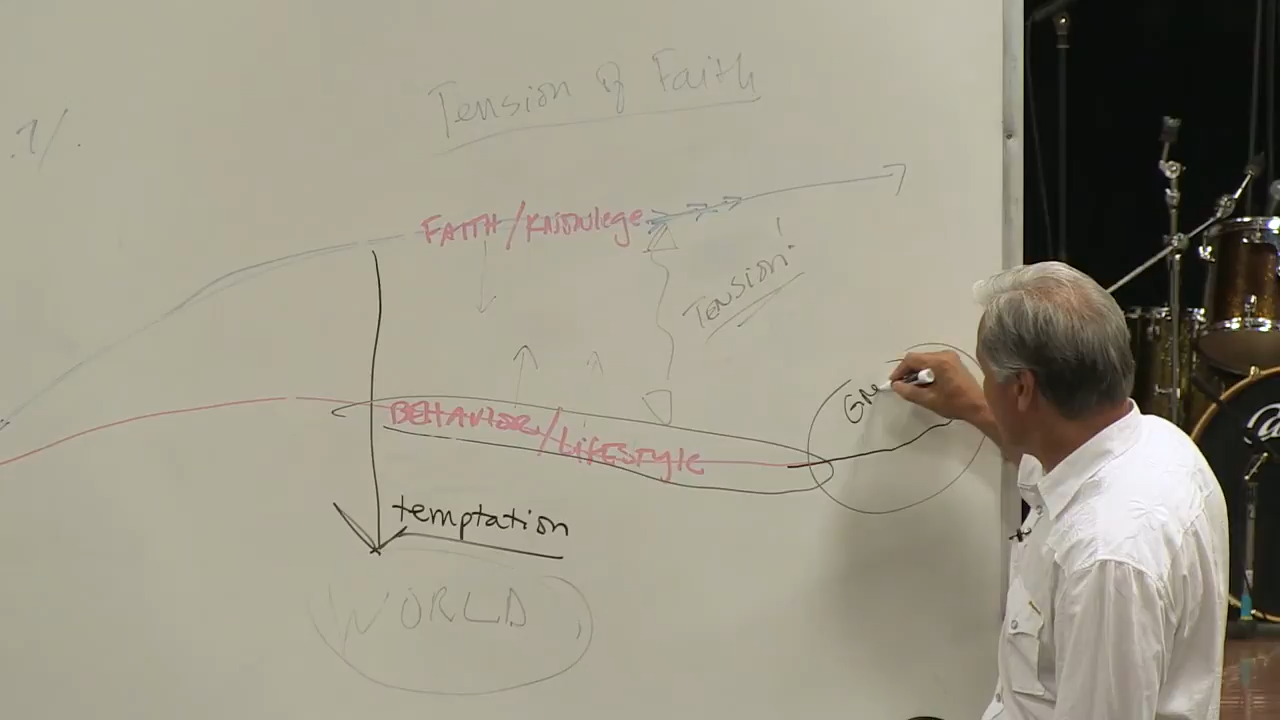 Tension of Faith
FAITH/KNOWLEGE
TENSION
BEHAVIOR/LIFESTYLE
temptation
WORLD